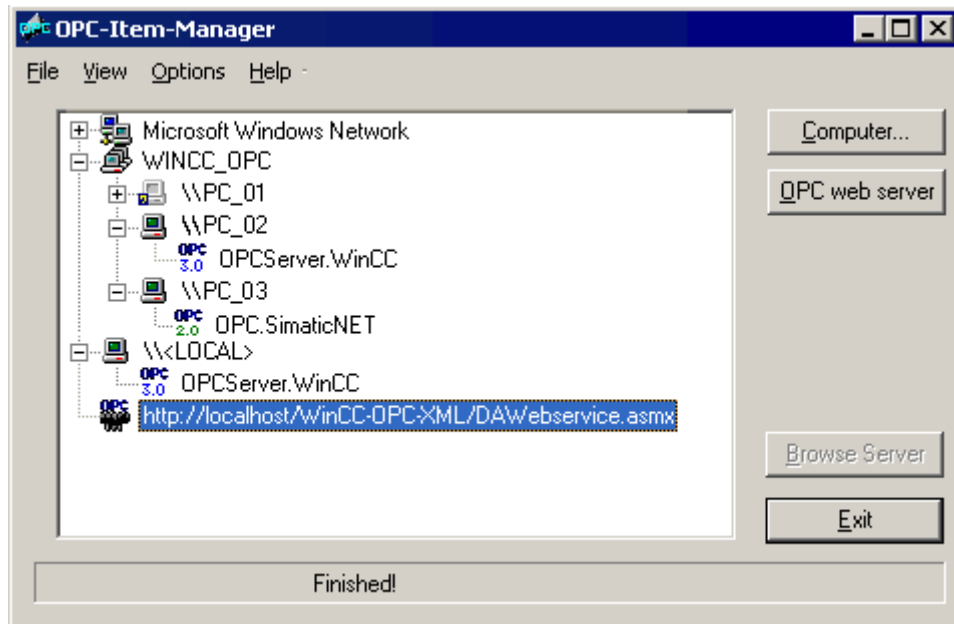 OPC-Item-Manager
File View Options Help
Microsoft Windows Network
WINCC_OPC
\\PC_01
\\PC_02
OPC 3.0 OPCServer.WinCC
\\PC_03
OPC 2.0 OPC.SimaticNET
\\<LOCAL>
OPC 3.0 OPCServer.WinCC
OPC http://localhost/WinCC-OPC-XML/DAWebservice.asmx
Computer...
OPC web server
Browse Server
Exit
Finished!